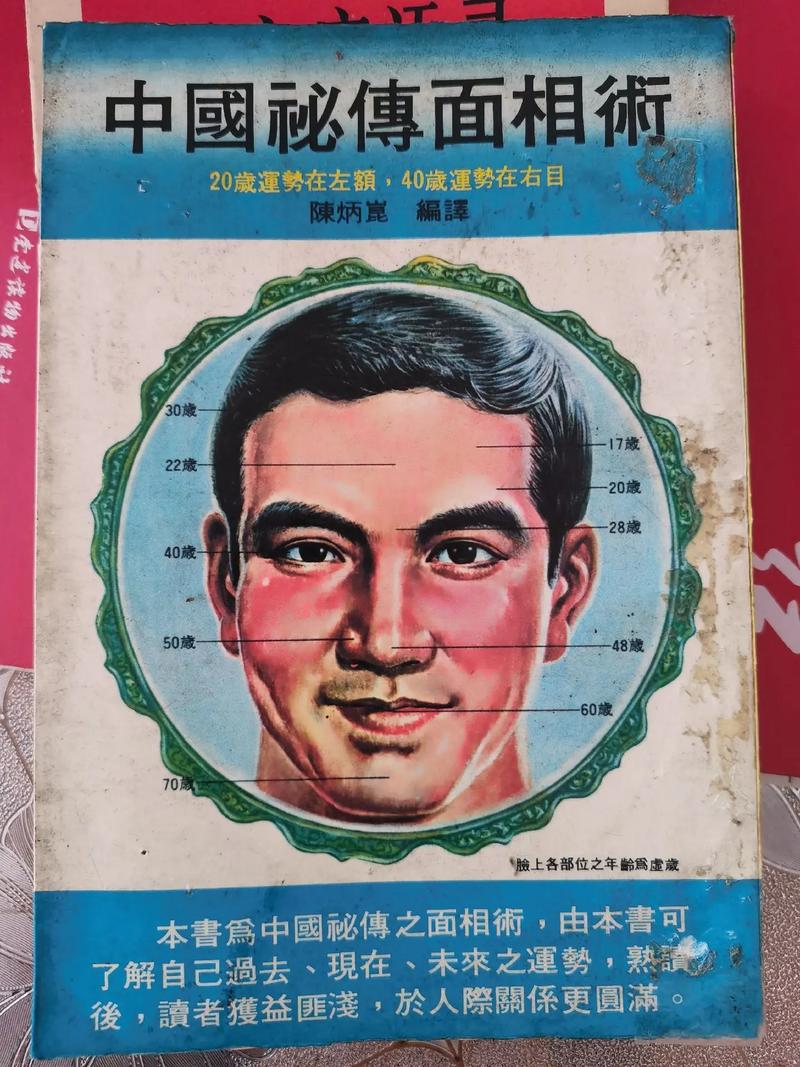 中國祕傳面相術
20歲運勢在左額，40歲運勢在右目
陳炳崑 編譯
30歲
17歲
22歲
20歲
28歲
40歲
50歲
48歲
60歲
70歲
臉上各部位之年齡爲虛歲
本書爲中國祕傳之面相術，由本書可
了解自己過去、現在、未來之運勢，熟讀
後，讀者獲益匪淺，於人際關係更圓滿。